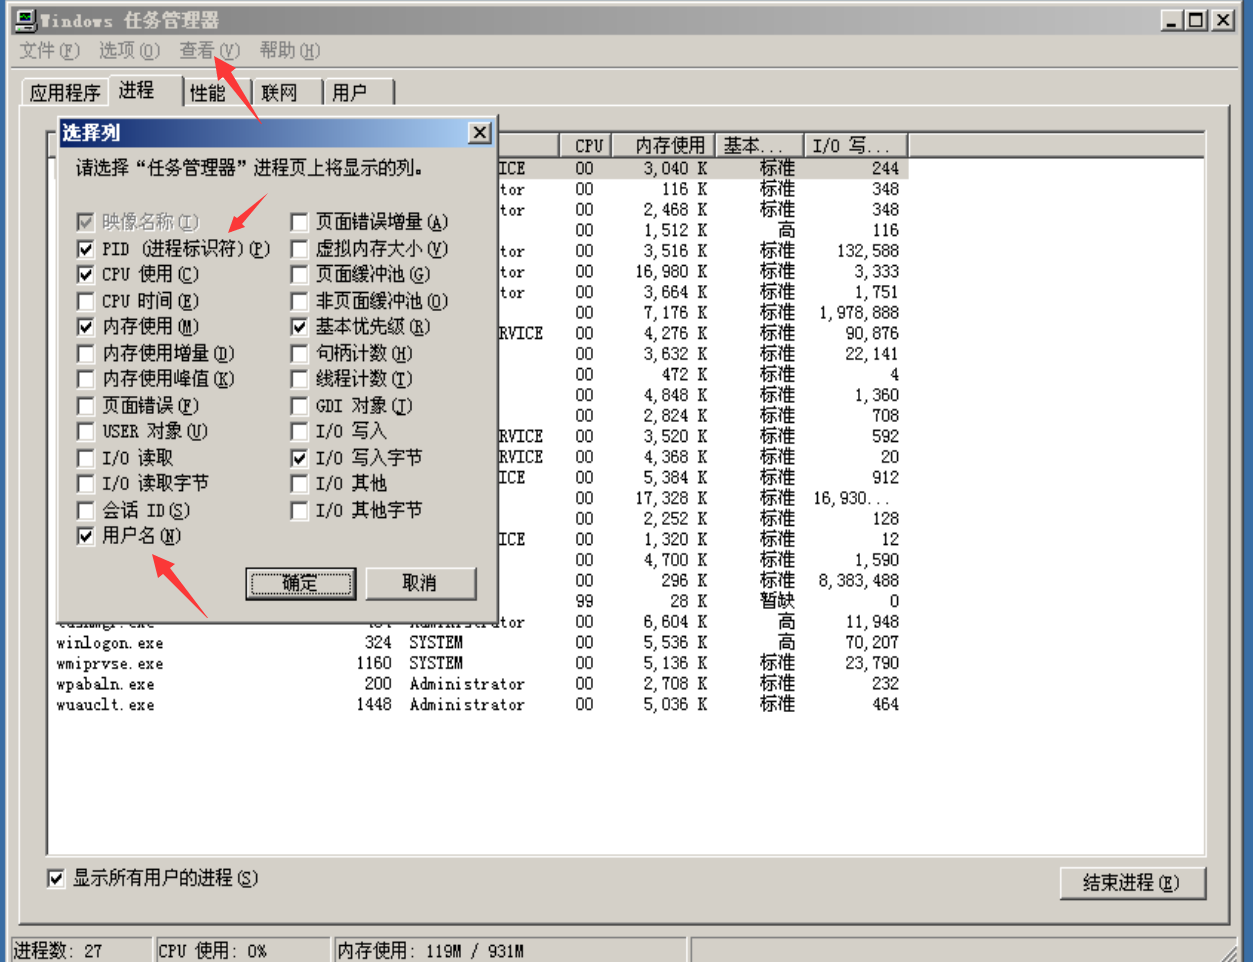 Windows 任务管理器
文件(F) 选项(O) 查看(V) 帮助(H)
应用程序 进程 性能 联网 用户
选择列
请选择“任务管理器”进程页上将显示的列。
映像名称(I)
PID (进程标识符)(P)
CPU 使用(C)
CPU 时间(E)
内存使用(M)
内存使用增量(D)
内存使用峰值(K)
页面错误(F)
USER 对象(U)
I/O 读取
I/O 读取字节
会话 ID(S)
用户名(N)
页面错误增量(A)
虚拟内存大小(V)
页面缓冲池(G)
非页面缓冲池(O)
基本优先级(R)
句柄计数(H)
线程计数(T)
GDI 对象(J)
I/O 写入
I/O 写入字节
I/O 其他
I/O 其他字节
确定 取消
CPU 内存使用 基本... I/O 写...
ICE 00 3,040 K 标准 244
tor 00 116 K 标准 348
tor 00 2,468 K 标准 348
00 1,512 K 高 116
tor 00 3,516 K 标准 132,588
tor 00 16,980 K 标准 3,333
tor 00 3,664 K 标准 1,751
00 7,176 K 标准 1,978,888
RVICE 00 4,276 K 标准 90,876
00 3,632 K 标准 22,141
00 472 K 标准 4
00 4,848 K 标准 1,360
00 2,824 K 标准 708
RVICE 00 3,520 K 标准 592
RVICE 00 4,368 K 标准 20
ICE 00 5,384 K 标准 912
00 17,328 K 标准 16,930...
00 2,252 K 标准 128
ICE 00 1,320 K 标准 12
00 4,700 K 标准 1,590
00 296 K 标准 8,383,488
99 28 K 暂缺 0
tor 00 6,604 K 高 11,948
winlogon.exe 324 SYSTEM 00 5,536 K 高 70,207
wmiprvse.exe 1160 SYSTEM 00 5,136 K 标准 23,790
wpabaln.exe 200 Administrator 00 2,708 K 标准 232
wuauclt.exe 1448 Administrator 00 5,036 K 标准 464
显示所有用户的进程(S) 结束进程(E)
进程数: 27 CPU 使用: 0% 内存使用: 119M / 931M